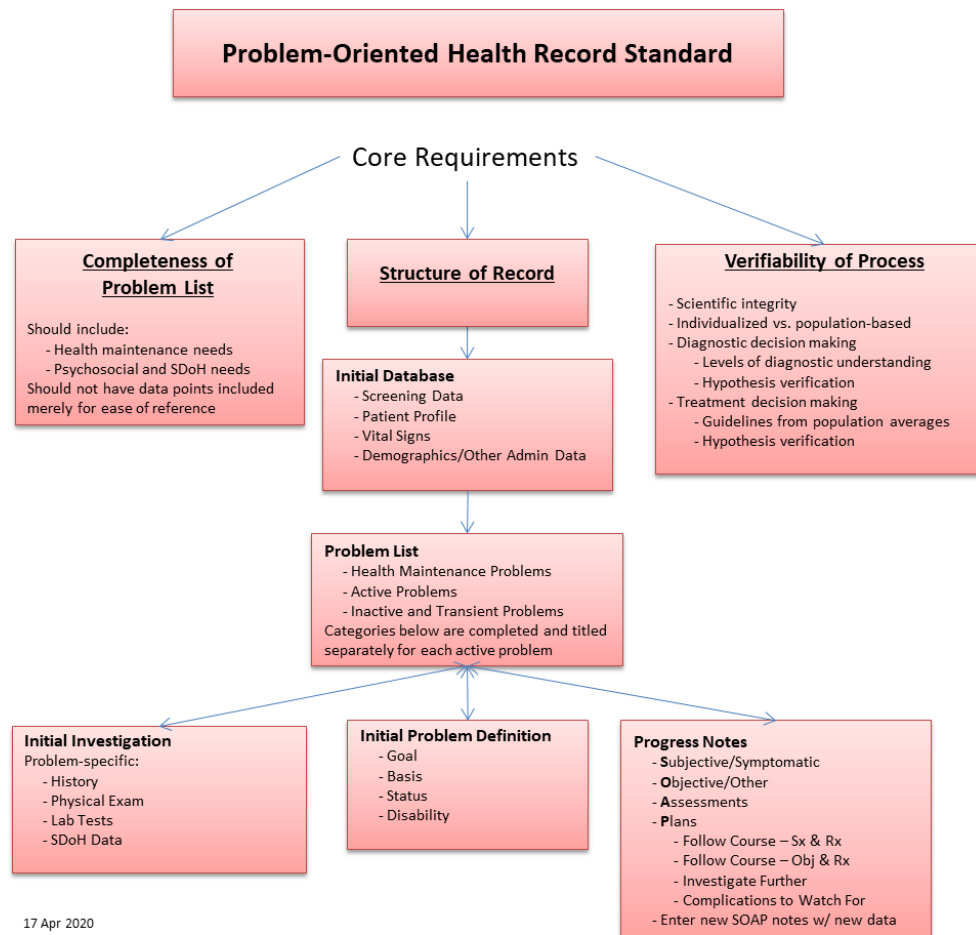 Problem-Oriented Health Record Standard
Core Requirements
Completeness of
Problem List
Should include:
- Health maintenance needs
- Psychosocial and SDoH needs
Should not have data points included
merely for ease of reference
Structure of Record
Verifiability of Process
- Scientific integrity
- Individualized vs. population-based
- Diagnostic decision making
- Levels of diagnostic understanding
- Hypothesis verification
- Treatment decision making
- Guidelines from population averages
- Hypothesis verification
Initial Database
- Screening Data
- Patient Profile
- Vital Signs
- Demographics/Other Admin Data
Problem List
- Health Maintenance Problems
- Active Problems
- Inactive and Transient Problems
Categories below are completed and titled
separately for each active problem
Initial Investigation
Problem-specific:
- History
- Physical Exam
- Lab Tests
- SDoH Data
Initial Problem Definition
- Goal
- Basis
- Status
- Disability
Progress Notes
- Subjective/Symptomatic
- Objective/Other
- Assessments
- Plans
- Follow Course – Sx & Rx
- Follow Course – Obj & Rx
- Investigate Further
- Complications to Watch For
- Enter new SOAP notes w/ new data
17 Apr 2020